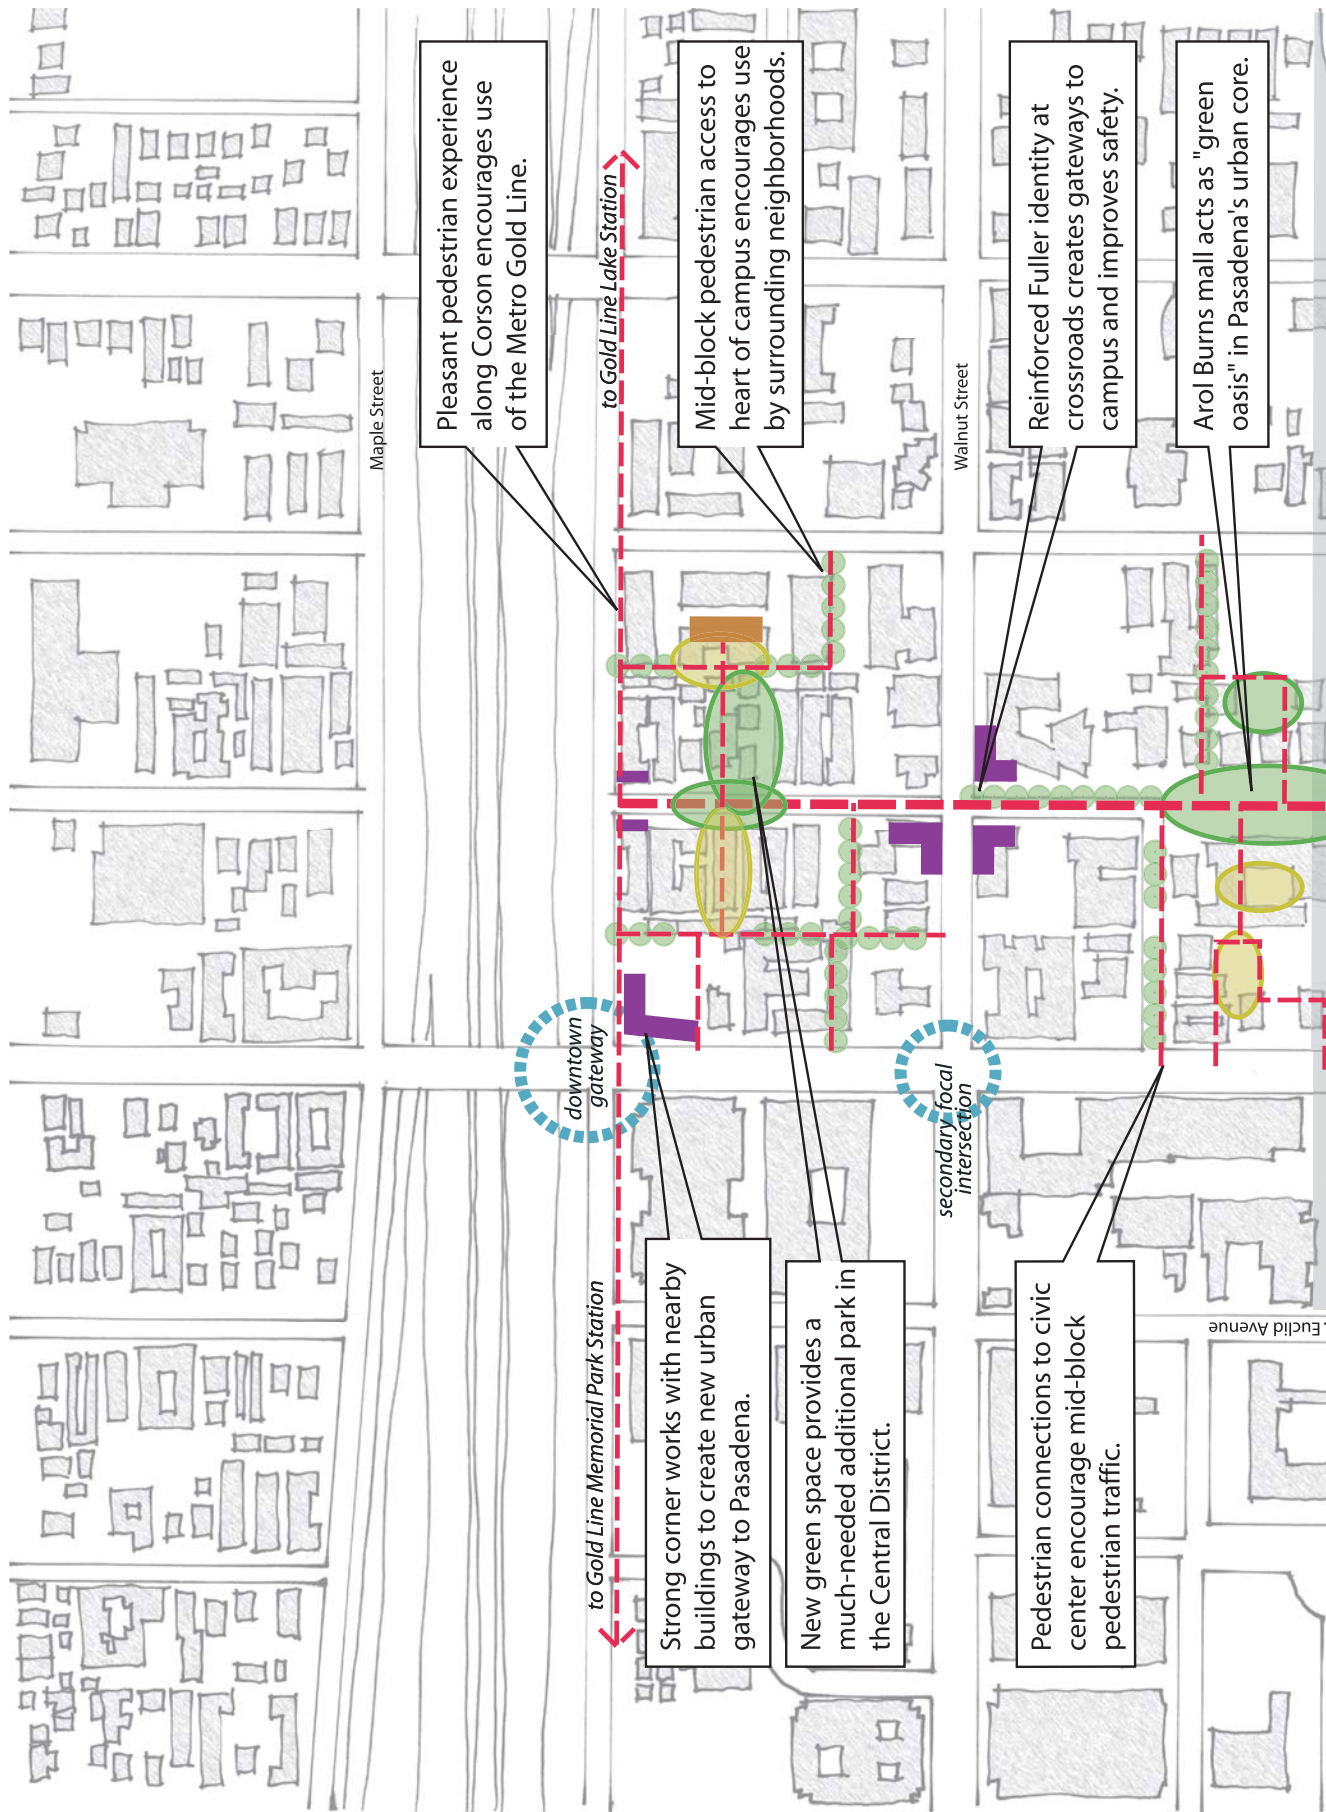 Maple Street
Pleasant pedestrian experience
along Corson encourages use
of the Metro Gold Line.
to Gold Line Lake Station
Mid-block pedestrian access to
heart of campus encourages use
by surrounding neighborhoods.
Walnut Street
Reinforced Fuller identity at
crossroads creates gateways to
campus and improves safety.
Arol Burns mall acts as "green
oasis" in Pasadena's urban core.
downtown
gateway
secondary focal
intersection
to Gold Line Memorial Park Station
Strong corner works with nearby
buildings to create new urban
gateway to Pasadena.
New green space provides a
much-needed additional park in
the Central District.
Pedestrian connections to civic
center encourage mid-block
pedestrian traffic.
Euclid Avenue